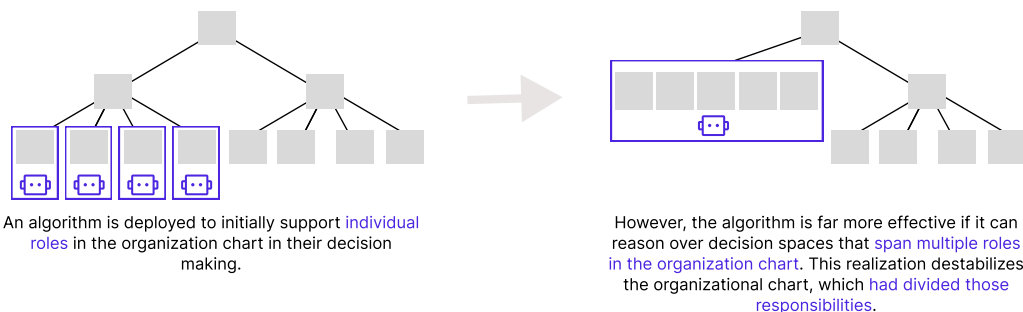 An algorithm is deployed to initially support individual
roles in the organization chart in their decision
making.
However, the algorithm is far more effective if it can
reason over decision spaces that span multiple roles
in the organization chart. This realization destabilizes
the organizational chart, which had divided those
responsibilities.